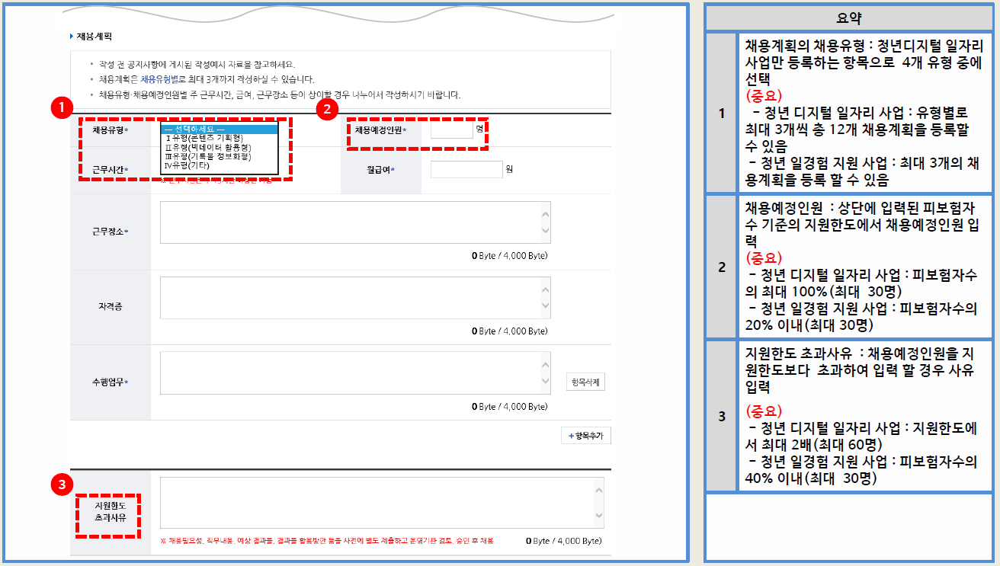 채용계획
• 작성 전 공지사항에 게시된 작성예시 자료를 참고하세요.
• 채용계획은 채용유형별로 최대 3개까지 작성하실 수 있습니다.
• 채용유형·채용예정인원별 주 근무시간, 급여, 근무장소 등이 상이할 경우 나누어서 작성하시기 바랍니다.
1
2
채용유형*
--- 선택하세요 ---
Ⅰ유형(콘텐츠 기획형)
Ⅱ유형(빅데이터 활용형)
Ⅲ유형(기록물 정보화형)
Ⅳ유형(기타)
채용예정인원*
명
근무시간*
월급여*
원
근무장소*
0 Byte / 4,000 Byte)
자격증
0 Byte / 4,000 Byte)
수행업무*
항목삭제
0 Byte / 4,000 Byte)
+항목추가
3
지원한도
초과사유
※ 채용필요성, 직무내용, 예상 결과물, 결과물 활용방안 등을 사전에 별도 제출하고 운영기관 검토, 승인 후 채용
0 Byte / 4,000 Byte)
요약
1
채용계획의 채용유형 : 청년디지털 일자리
사업만 등록하는 항목으로 4개 유형 중에
선택
(중요)
- 청년 디지털 일자리 사업 : 유형별로
최대 3개씩 총 12개 채용계획을 등록할
수 있음
- 청년 일경험 지원 사업 : 최대 3개의 채
용계획을 등록 할 수 있음
2
채용예정인원 : 상단에 입력된 피보험자
수 기준의 지원한도에서 채용예정인원 입
력
(중요)
- 청년 디지털 일자리 사업 : 피보험자수
의 최대 100%(최대 30명)
- 청년 일경험 지원 사업 : 피보험자수의
20% 이내(최대 30명)
3
지원한도 초과사유 : 채용예정인원을 지
원한도보다 초과하여 입력 할 경우 사유
입력
(중요)
- 청년 디지털 일자리 사업 : 지원한도에
서 최대 2배(최대 60명)
- 청년 일경험 지원 사업 : 피보험자수의
40% 이내(최대 30명)